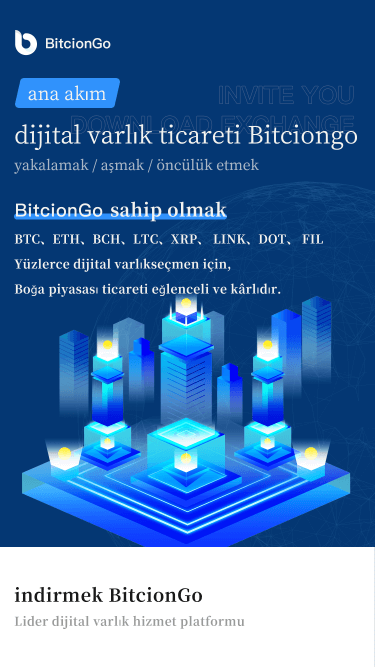 BitcionGo
ana akım
INVITE YOU
DOWNLOAD EXCHANGE
dijital varlık ticareti Bitciongo
yakalamak / aşmak / öncülük etmek
BitcionGo sahip olmak
BTC、ETH、BCH、LTC、XRP、 LINK、DOT、 FIL
Yüzlerce dijital varlıkseçmen için,
Boğa piyasası ticareti eğlenceli ve kârlıdır.
indirmek BitcionGo
Lider dijital varlık hizmet platformu